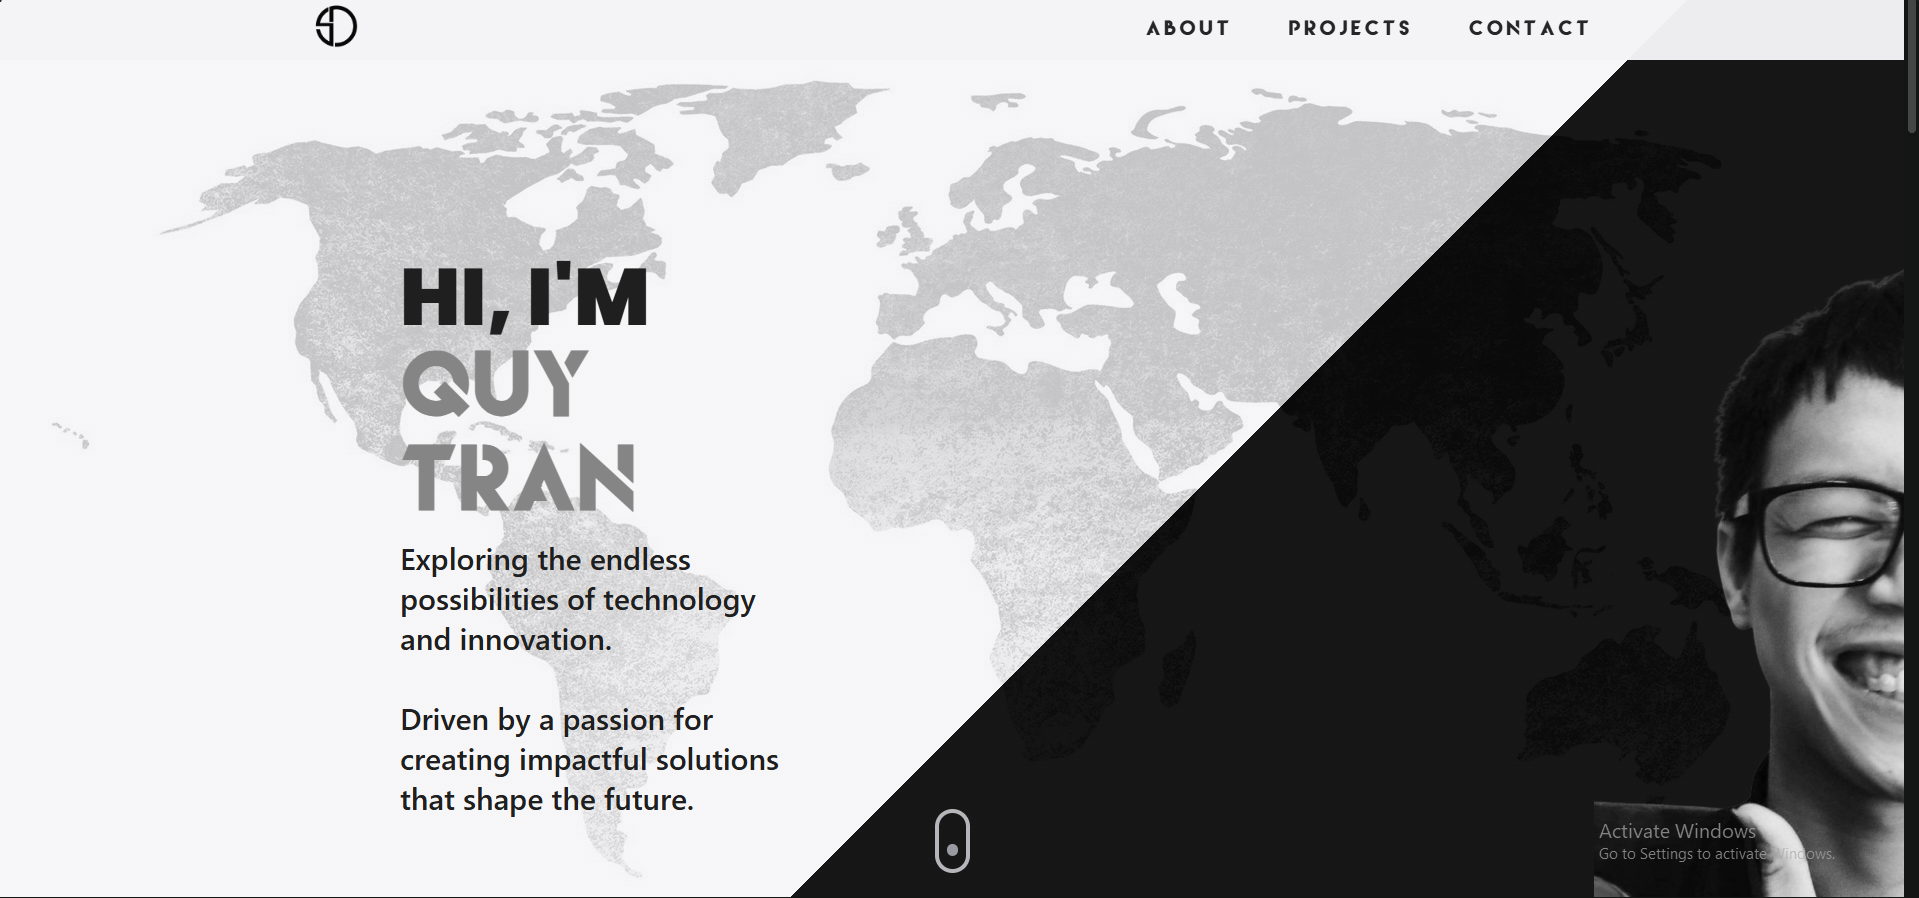 ABOUT PROJECTS CONTACT
HI, I'M
QUY
TRAN
Exploring the endless
possibilities of technology
and innovation.
Driven by a passion for
creating impactful solutions
that shape the future.
Activate Windows
Go to Settings to activate Windows.